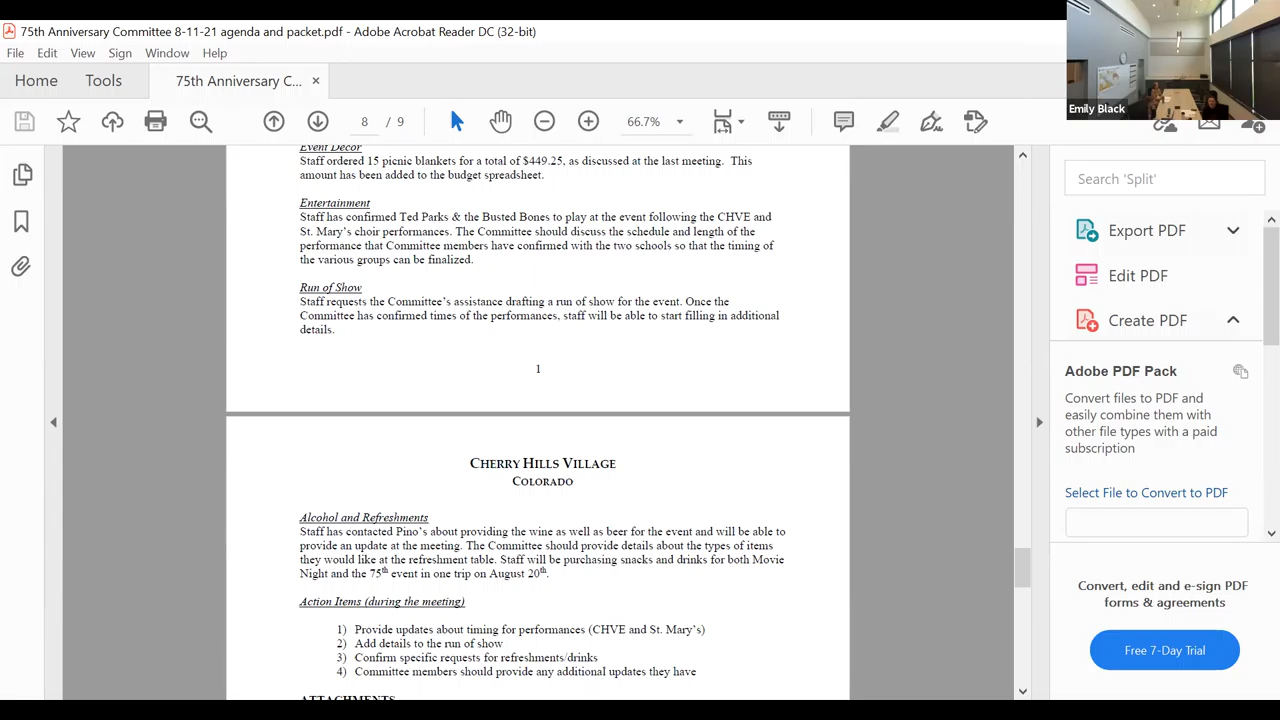 75th Anniversary Committee 8-11-21 agenda and packet.pdf - Adobe Acrobat Reader DC (32-bit)
File Edit View Sign Window Help
Home Tools 75th Anniversary C... ×
8 / 9 66.7%
Emily Black
Event Decor
Staff ordered 15 picnic blankets for a total of $449.25, as discussed at the last meeting. This
amount has been added to the budget spreadsheet.
Entertainment
Staff has confirmed Ted Parks & the Busted Bones to play at the event following the CHVE and
St. Mary's choir performances. The Committee should discuss the schedule and length of the
performance that Committee members have confirmed with the two schools so that the timing of
the various groups can be finalized.
Run of Show
Staff requests the Committee's assistance drafting a run of show for the event. Once the
Committee has confirmed times of the performances, staff will be able to start filling in additional
details.
1
CHERRY HILLS VILLAGE
COLORADO
Alcohol and Refreshments
Staff has contacted Pino's about providing the wine as well as beer for the event and will be able to
provide an update at the meeting. The Committee should provide details about the types of items
they would like at the refreshment table. Staff will be purchasing snacks and drinks for both Movie
Night and the 75th event in one trip on August 20th.
Action Items (during the meeting)
1) Provide updates about timing for performances (CHVE and St. Mary's)
2) Add details to the run of show
3) Confirm specific requests for refreshments/drinks
4) Committee members should provide any additional updates they have
ATTACHMENTS
Search 'Split'
Export PDF
Edit PDF
Create PDF
Adobe PDF Pack
Convert files to PDF and
easily combine them with
other file types with a paid
subscription
Select File to Convert to PDF
Convert, edit and e-sign PDF
forms & agreements
Free 7-Day Trial